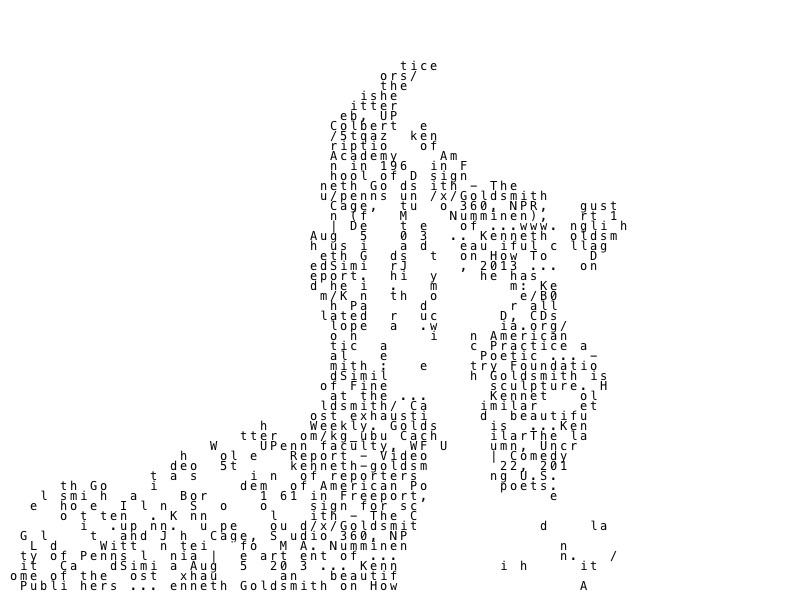 tice
ors/
the
ishe
itter
eb, UP
Colbert e
/5tqaz ken
riptio of
Academy Am
n in 196 in F
hool of D sign
neth Go ds ith - The
u/penns un /x/Goldsmith
Cage, tu o 360, NPR, gust
n (f M Numminen), rt 1
| De t e of ...www. ngli h
Aug 5 0 3 .. Kenneth oldsm
h us i a d eau iful c llag
eth G ds t on How To D
edSimi rJ , 2013 ... on
eport. hi y he has
d he i . m m: Ke
m/K n th o e/B0
h Pa d r all
lated r uc D, CDs
lope a .w ia.org/
o n i n American
tic a c Practice a
al e Poetic ... -
mith : e try Foundatio
dSimil h Goldsmith is
of Fine sculpture. H
at the ... Kennet ol
ldsmith/ Ca imilar et
ost exhausti d beautifu
h Weekly. Golds is ...Ken
tter om/kg_ubu Cach ilarThe la
W UPenn faculty, WF U umn, Uncr
h ol e Report - Video | Comedy
deo 5t kenneth-goldsm 22, 201
t a s i n of reporters ng U.S.
th Go i dem of American Po poets.
l smi h a Bor 1 61 in Freeport, e
e ho e I l n S o o sign for sc
o t ten . K nn l ith - The C
i .up nn. u pe ou d/x/Goldsmit d la
G l t and J h Cage, S udio 360, NP
L d Witt n tei fo M A. Numminen n
ty of Penns l nia | e art ent of ... n. /
it Ca dSimi a Aug 5 20 3 ... Kenn i h it
ome of the ost xhau an beautif
Publi hers ... enneth Goldsmith on How A